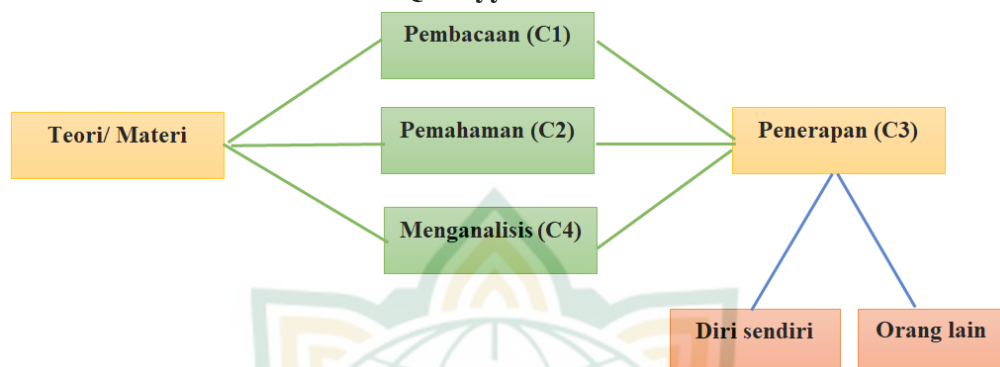 Pembacaan (C1)
Teori/ Materi
Pemahaman (C2)
Penerapan (C3)
Menganalisis (C4)
Diri sendiri
Orang lain